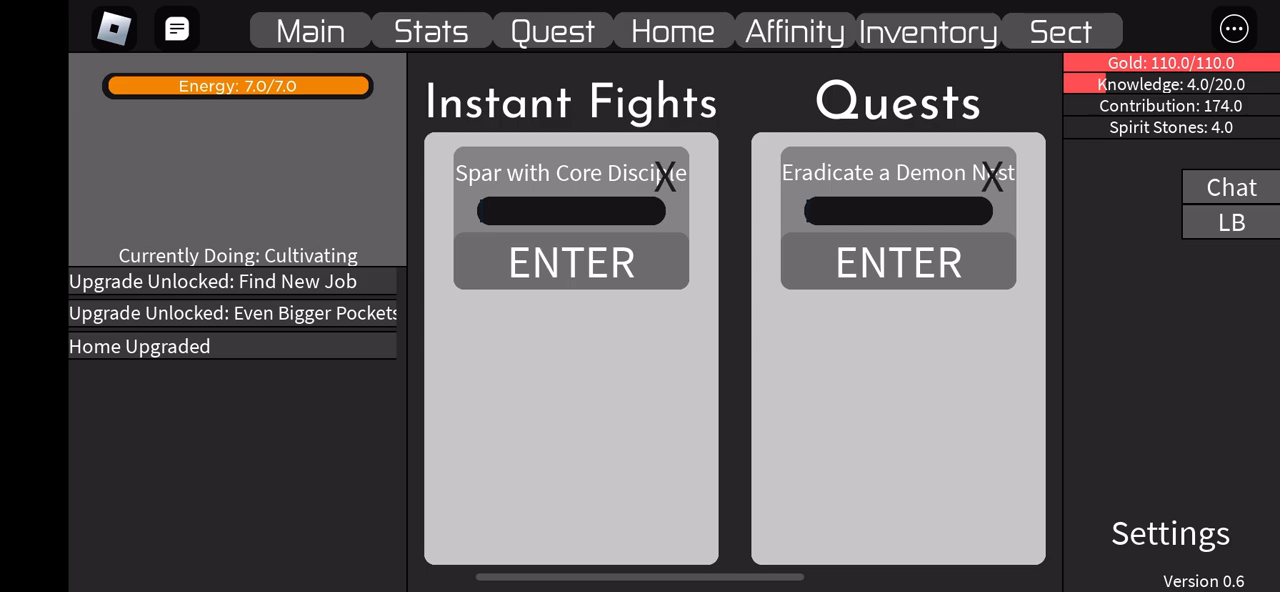 Main Stats Quest Home Affinity Inventory Sect
Energy: 7.0/7.0
Currently Doing: Cultivating
Upgrade Unlocked: Find New Job
Upgrade Unlocked: Even Bigger Pockets
Home Upgraded
Instant Fights
Spar with Core Disciple
X
ENTER
Quests
Eradicate a Demon Nest
X
ENTER
Gold: 110.0/110.0
Knowledge: 4.0/20.0
Contribution: 174.0
Spirit Stones: 4.0
Chat
LB
Settings
Version 0.6